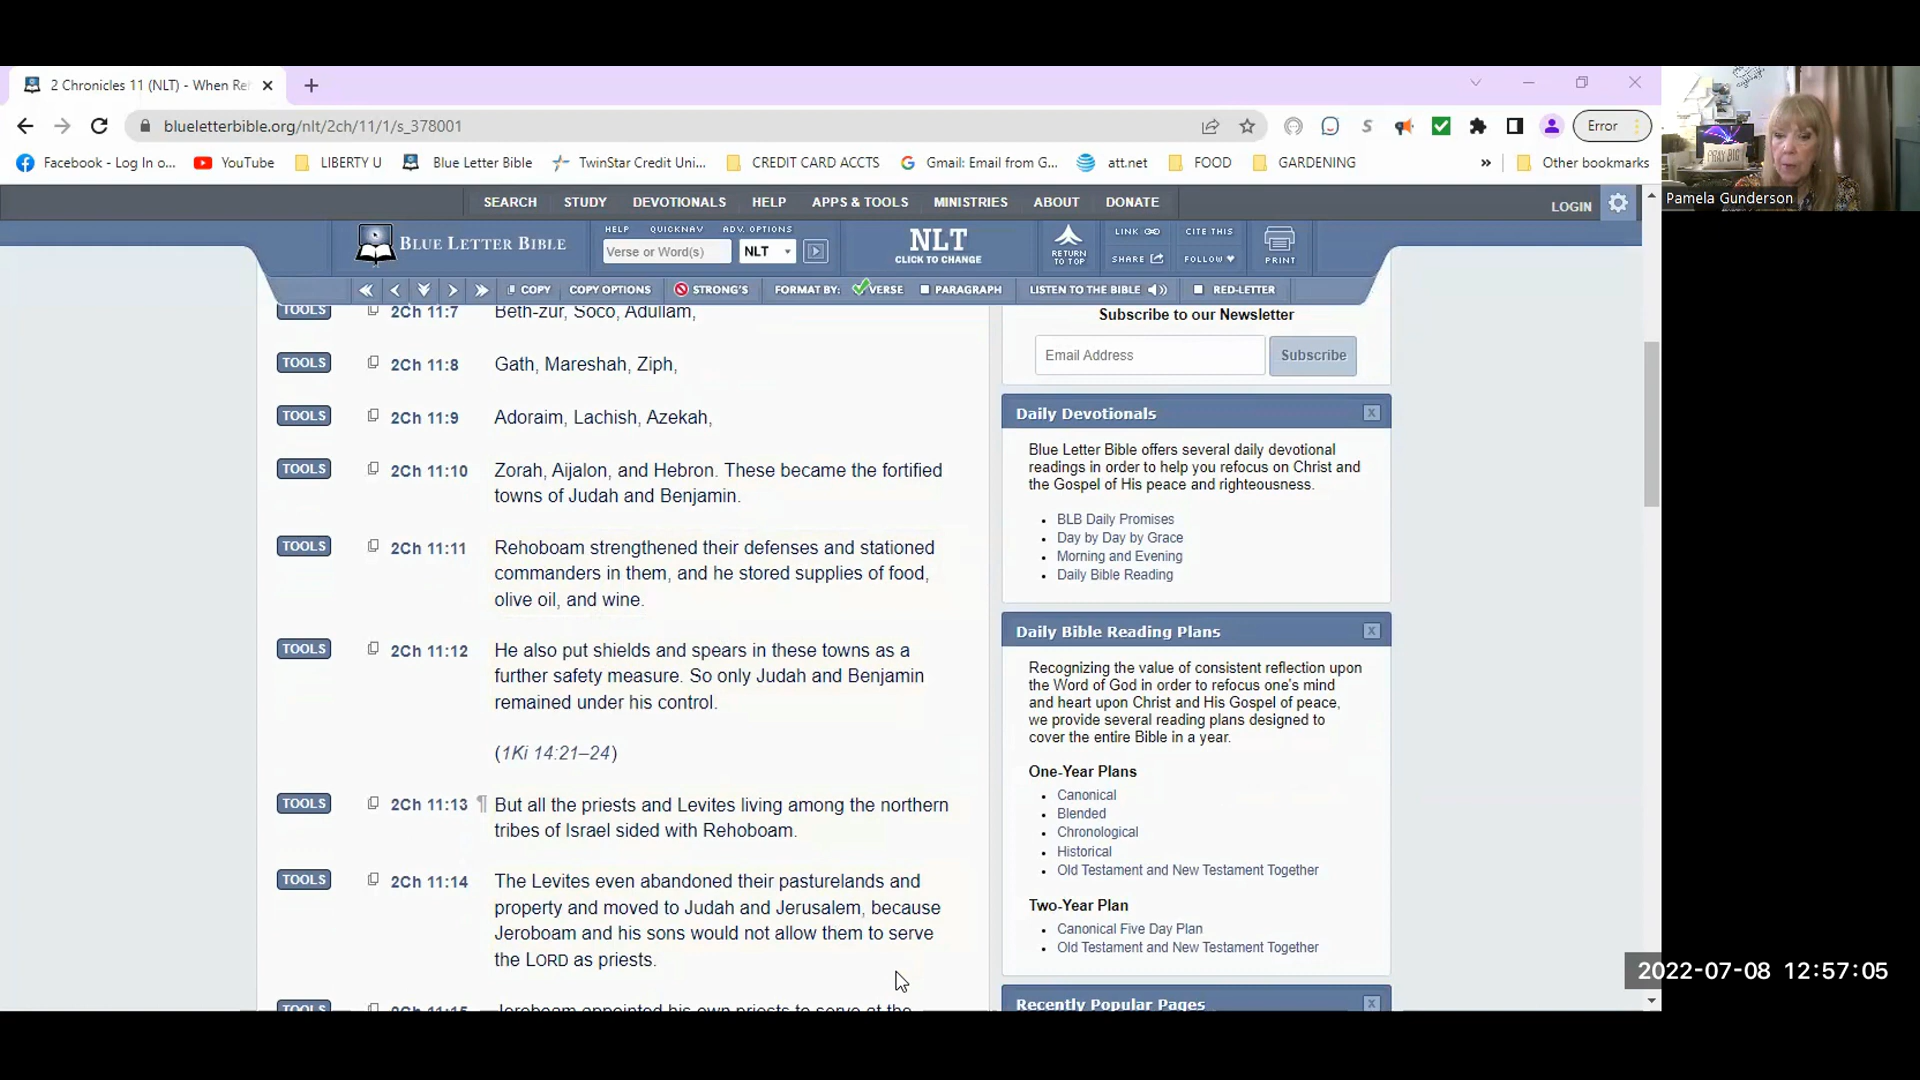 2 Chronicles 11 (NLT) - When Re
blueletterbible.org/nlt/2ch/11/1/s_378001
Error
Facebook - Log In o...
YouTube
LIBERTY U
Blue Letter Bible
TwinStar Credit Uni...
CREDIT CARD ACCTS
Gmail: Email from G...
att.net
FOOD
GARDENING
»
Other bookmarks
PRAY BIG
Pamela Gunderson
SEARCH STUDY DEVOTIONALS HELP APPS & TOOLS MINISTRIES ABOUT DONATE
LOGIN
BLUE LETTER BIBLE
HELP QUICKNAV ADV. OPTIONS
Verse or Word(s)
NLT
NLT
CLICK TO CHANGE
RETURN
TO TOP
LINK
SHARE
CITE THIS
FOLLOW
PRINT
COPY COPY OPTIONS STRONG'S FORMAT BY: VERSE PARAGRAPH LISTEN TO THE BIBLE RED-LETTER
TOOLS 2Ch 11:7 Beth-zur, Soco, Adullam,
TOOLS 2Ch 11:8 Gath, Mareshah, Ziph,
TOOLS 2Ch 11:9 Adoraim, Lachish, Azekah,
TOOLS 2Ch 11:10 Zorah, Aijalon, and Hebron. These became the fortified
towns of Judah and Benjamin.
TOOLS 2Ch 11:11 Rehoboam strengthened their defenses and stationed
commanders in them, and he stored supplies of food,
olive oil, and wine.
TOOLS 2Ch 11:12 He also put shields and spears in these towns as a
further safety measure. So only Judah and Benjamin
remained under his control.
(1Ki 14:21–24)
TOOLS 2Ch 11:13 ¶ But all the priests and Levites living among the northern
tribes of Israel sided with Rehoboam.
TOOLS 2Ch 11:14 The Levites even abandoned their pasturelands and
property and moved to Judah and Jerusalem, because
Jeroboam and his sons would not allow them to serve
the LORD as priests.
TOOLS 2Ch 11:15 Jeroboam appointed his own priests to serve at the
Subscribe to our Newsletter
Email Address
Subscribe
Daily Devotionals
Blue Letter Bible offers several daily devotional
readings in order to help you refocus on Christ and
the Gospel of His peace and righteousness.
BLB Daily Promises
Day by Day by Grace
Morning and Evening
Daily Bible Reading
Daily Bible Reading Plans
Recognizing the value of consistent reflection upon
the Word of God in order to refocus one's mind
and heart upon Christ and His Gospel of peace,
we provide several reading plans designed to
cover the entire Bible in a year.
One-Year Plans
Canonical
Blended
Chronological
Historical
Old Testament and New Testament Together
Two-Year Plan
Canonical Five Day Plan
Old Testament and New Testament Together
Recently Popular Pages
2022-07-08 12:57:05